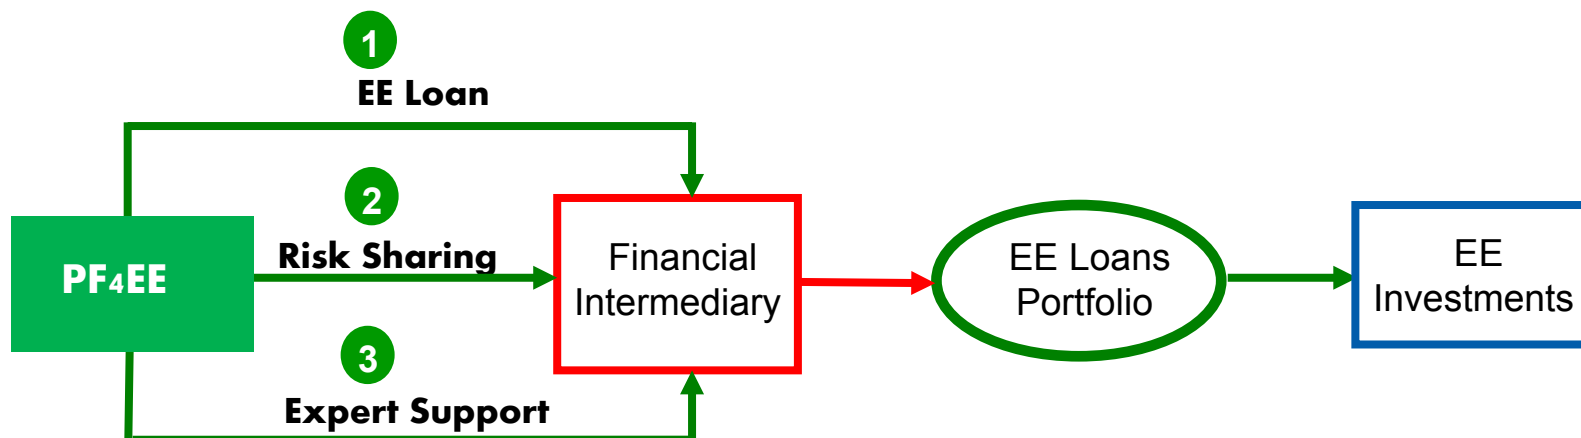 1
EE Loan
2
Risk Sharing
PF4EE
Financial
Intermediary
EE Loans
Portfolio
EE
Investments
3
Expert Support